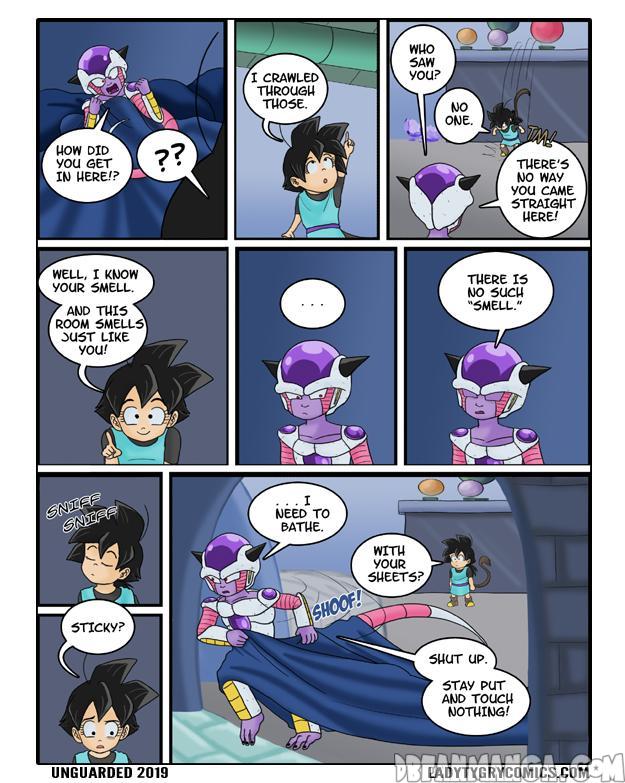 HOW DID
YOU GET
IN HERE!?
??
I CRAWLED
THROUGH
THOSE.
WHO
SAW
YOU?
NO
ONE.
TMP!
THERE'S
NO WAY
YOU CAME
STRAIGHT
HERE!
WELL, I KNOW
YOUR SMELL.
AND THIS
ROOM SMELLS
JUST LIKE
YOU!
. . .
THERE IS
NO SUCH
"SMELL."
SNIFF
SNIFF
STICKY?
. . . I
NEED TO
BATHE.
WITH
YOUR
SHEETS?
SHOOF!
SHUT UP.
STAY PUT
AND TOUCH
NOTHING!
UNGUARDED 2019
LADYTYGRYCOMICS.COM
DBFANMANGA.COM